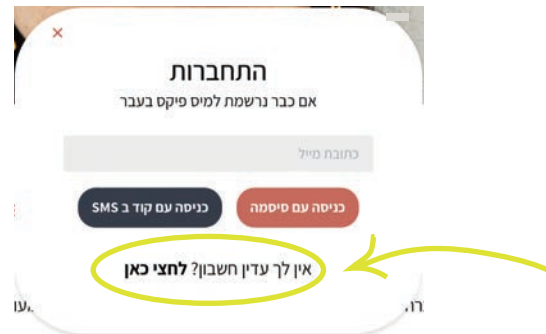 התחברות
אם כבר נרשמת למיס פיקס בעבר
כתובת מייל
כניסה עם סיסמה
כניסה עם קוד ב SMS
אין לך עדין חשבון? לחצי כאן